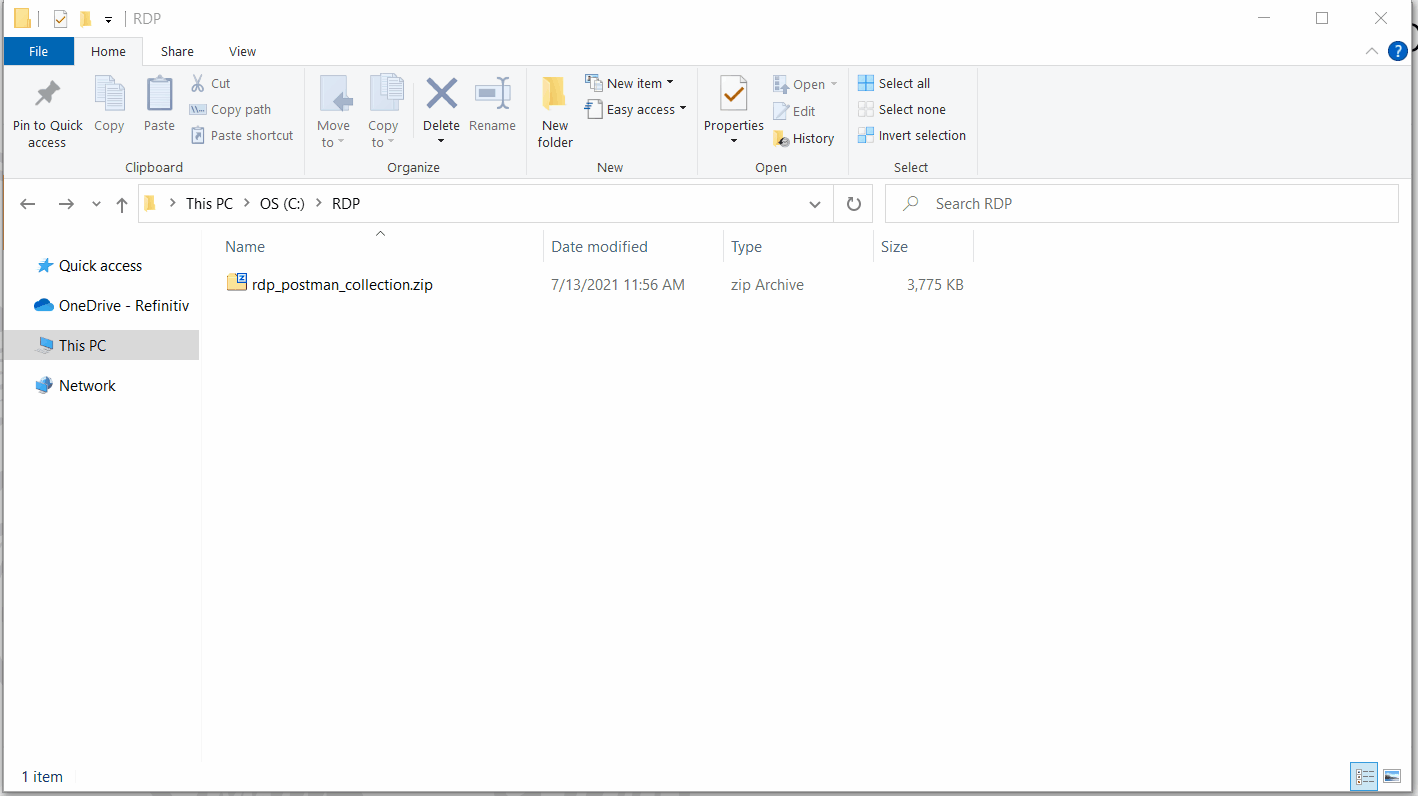 RDP
File Home Share View
Pin to Quick access
Copy
Paste
Cut
Copy path
Paste shortcut
Clipboard
Move to
Copy to
Delete
Rename
Organize
New folder
New item
Easy access
New
Properties
Open
Edit
History
Open
Select all
Select none
Invert selection
Select
This PC OS (C:) RDP
Search RDP
Name Date modified Type Size
Quick access
OneDrive - Refinitiv
This PC
Network
rdp_postman_collection.zip 7/13/2021 11:56 AM zip Archive 3,775 KB
1 item